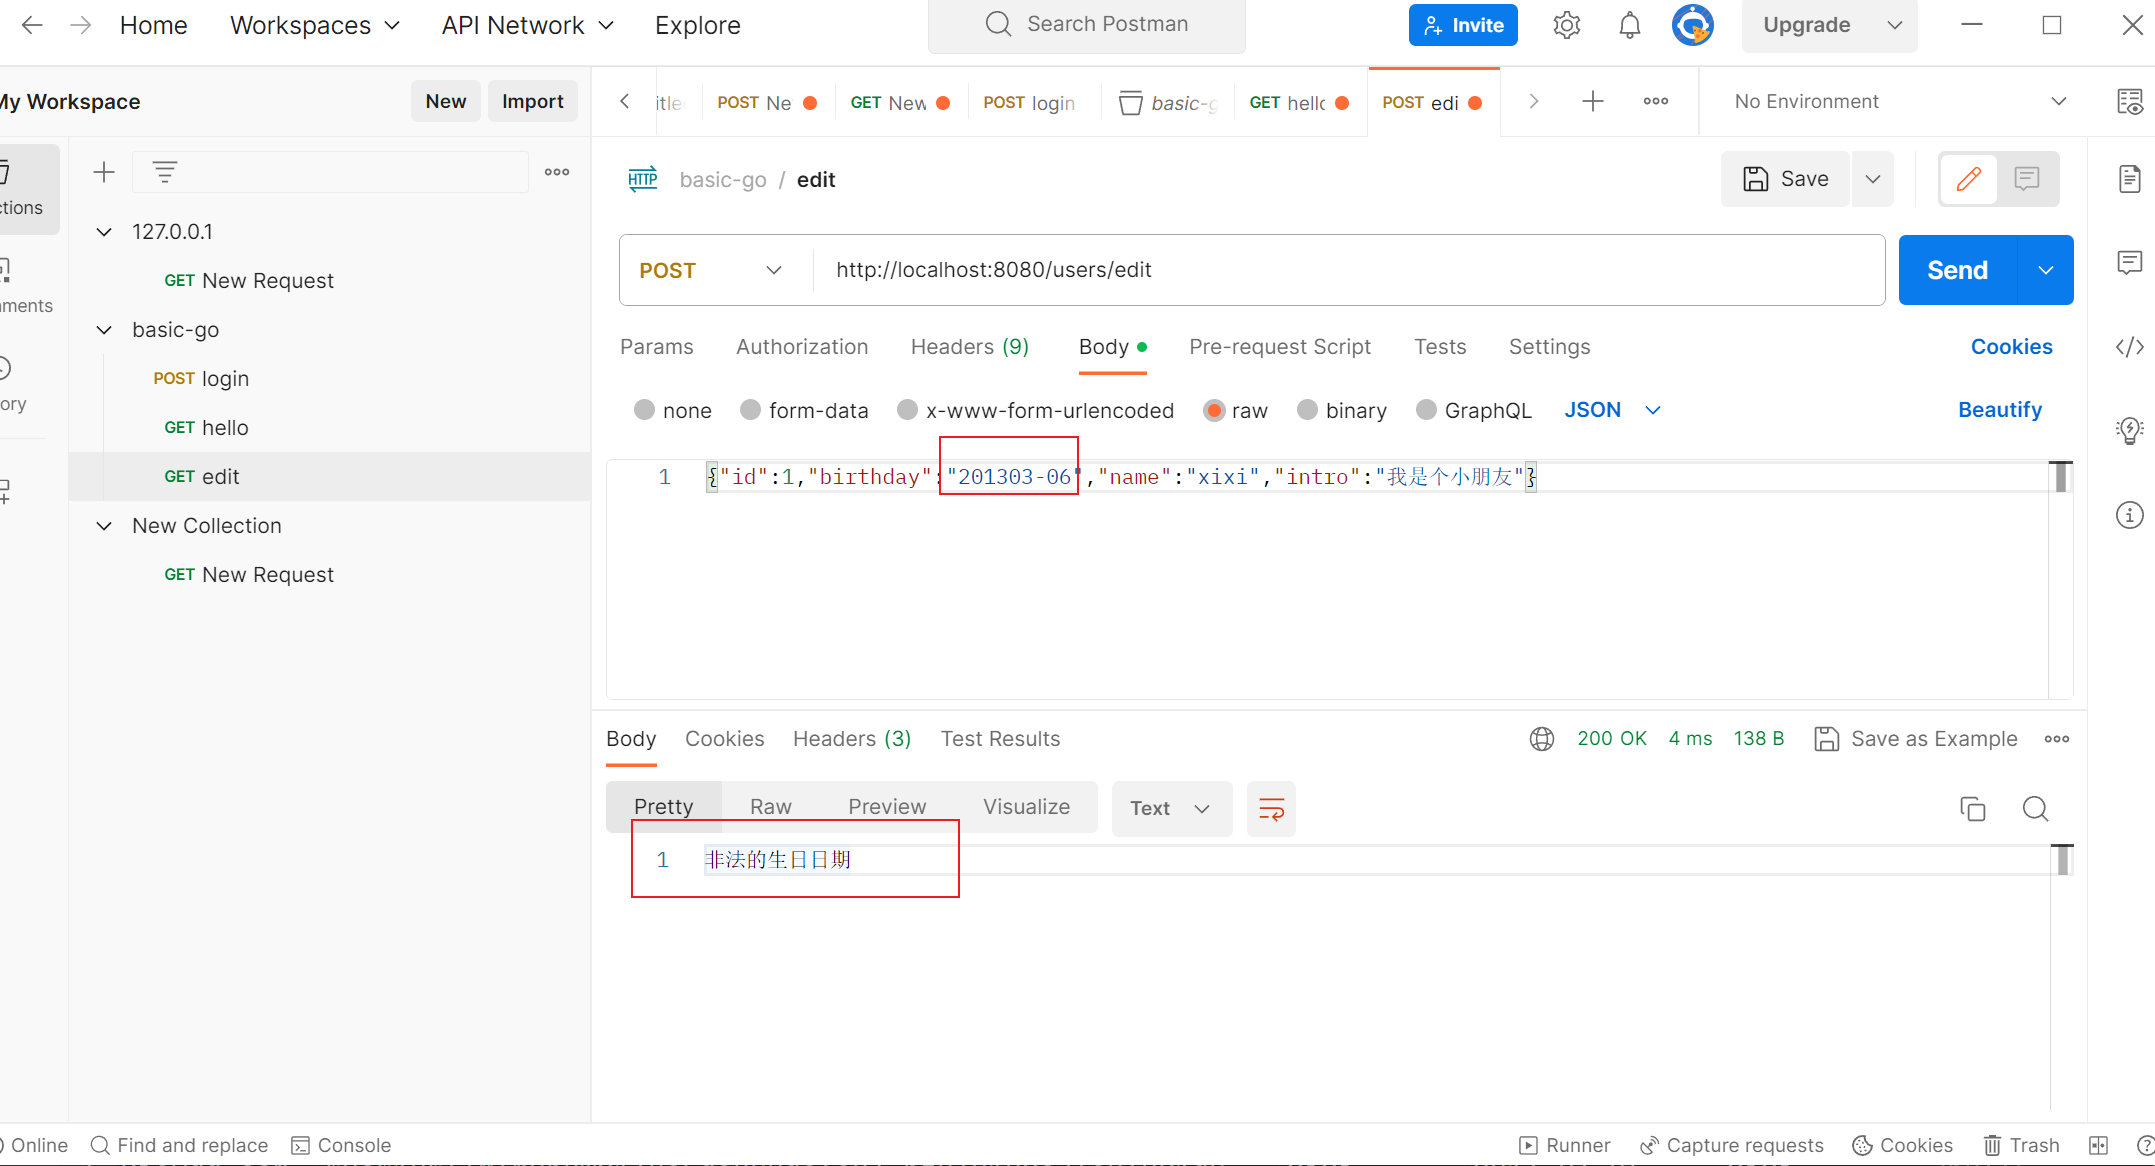 Home Workspaces API Network Explore Search Postman Invite Upgrade
My Workspace New Import
POST Ne GET New POST login basic-g GET hello POST edi No Environment
basic-go / edit Save
127.0.0.1
GET New Request
basic-go
POST login
GET hello
GET edit
New Collection
GET New Request
POST http://localhost:8080/users/edit Send
Params Authorization Headers (9) Body Pre-request Script Tests Settings Cookies
none form-data x-www-form-urlencoded raw binary GraphQL JSON Beautify
1 {"id":1,"birthday":"201303-06","name":"xixi","intro":"我是个小朋友"}
Body Cookies Headers (3) Test Results 200 OK 4 ms 138 B Save as Example
Pretty Raw Preview Visualize Text
1 非法的生日日期
Online Find and replace Console Runner Capture requests Cookies Trash